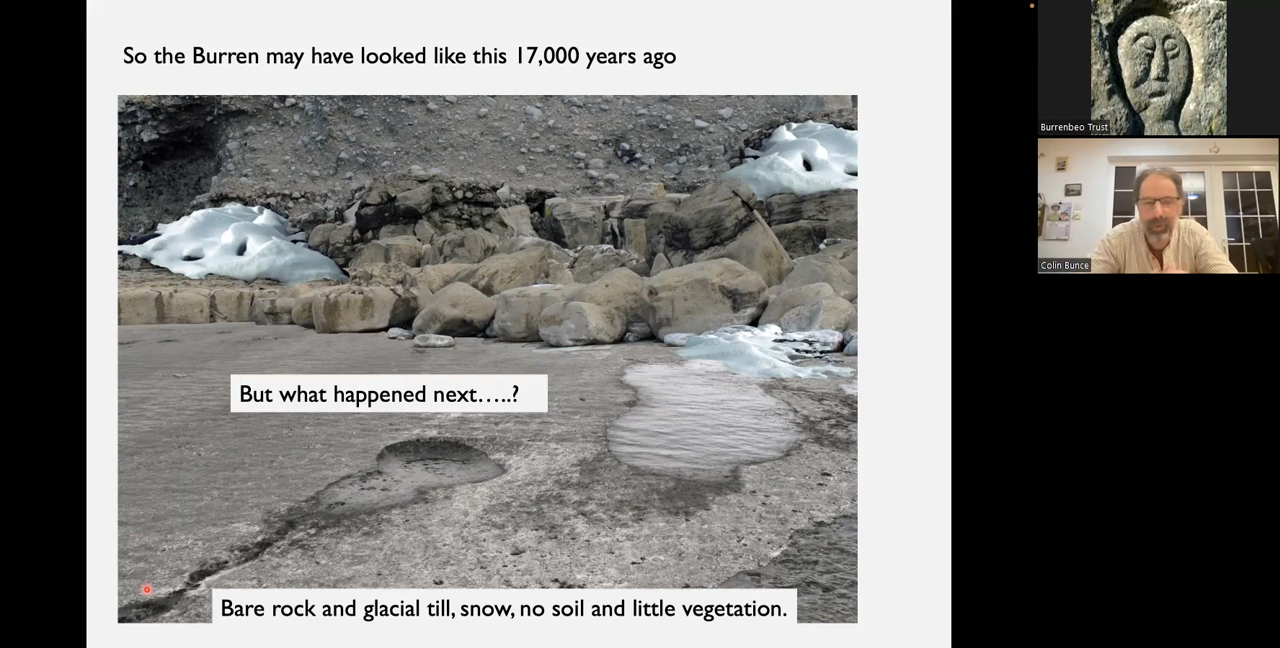 So the Burren may have looked like this 17,000 years ago
But what happened next…..?
Bare rock and glacial till, snow, no soil and little vegetation.
Burrenbeo Trust
Colin Bunce